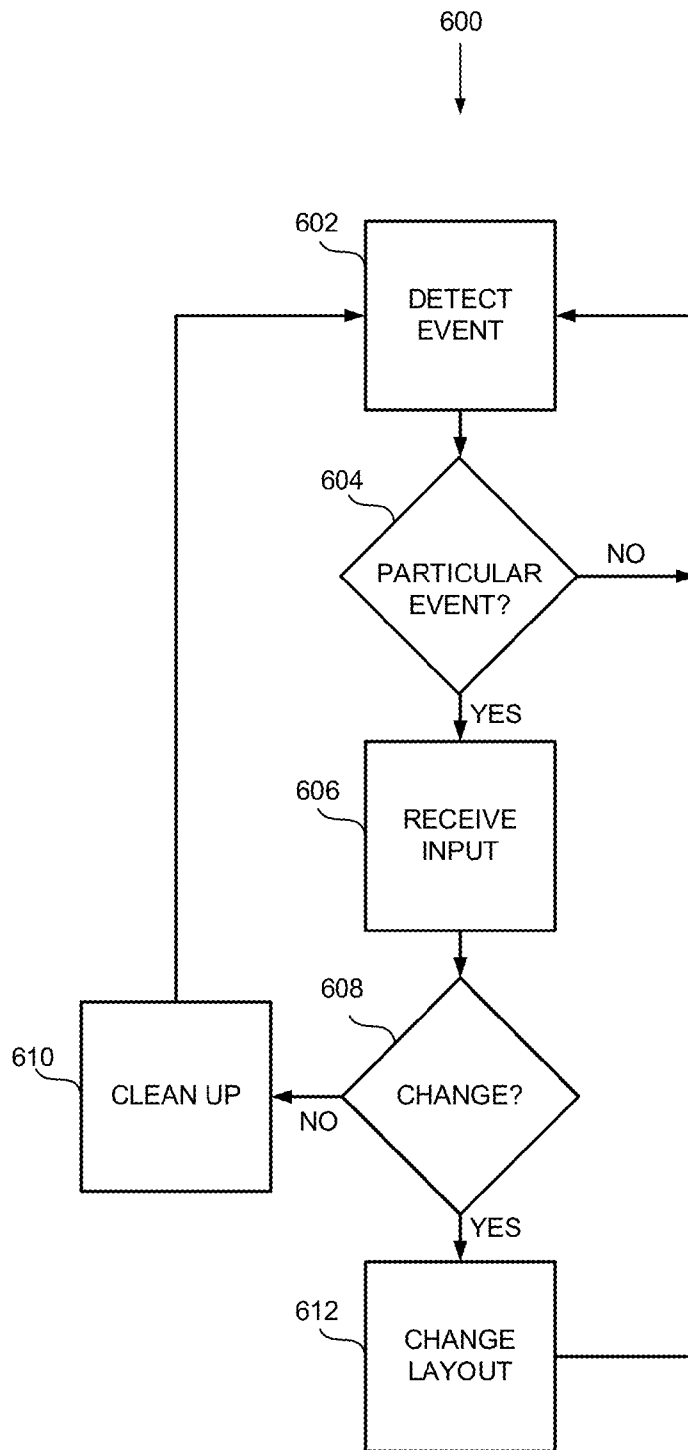 600
602
DETECT
EVENT
604
PARTICULAR
EVENT?
NO
YES
606
RECEIVE
INPUT
608
CHANGE?
NO
610
CLEAN UP
YES
612
CHANGE
LAYOUT